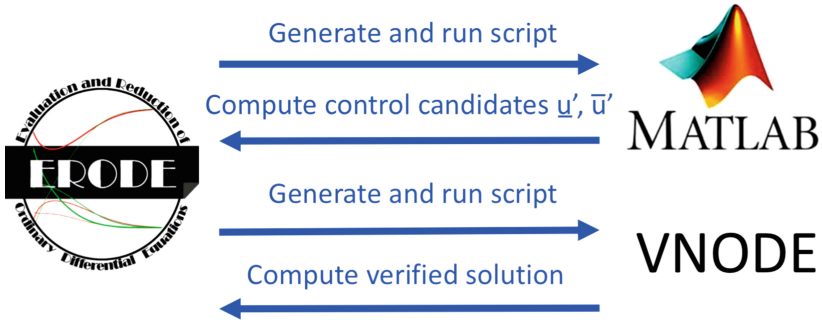 Generate and run script
Compute control candidates u̲’, u̅’
Evaluation and Reduction of
ERODE
Ordinary Differential Equations
MATLAB
Generate and run script
Compute verified solution
VNODE